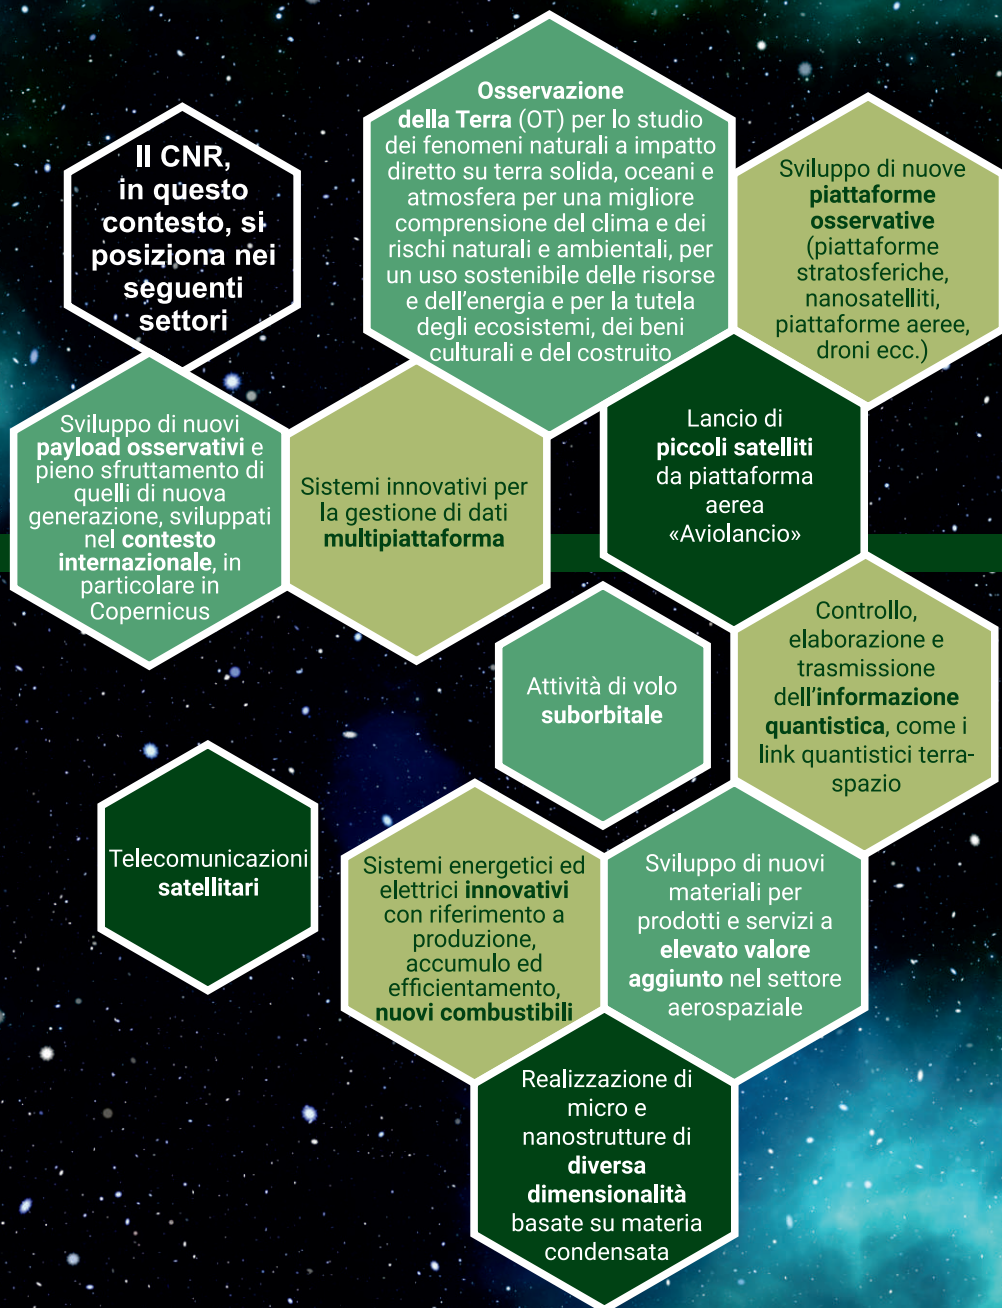 Il CNR,
in questo
contesto, si
posiziona nei
seguenti
settori
Osservazione
della Terra (OT) per lo studio
dei fenomeni naturali a impatto
diretto su terra solida, oceani e
atmosfera per una migliore
comprensione del clima e dei
rischi naturali e ambientali, per
un uso sostenibile delle risorse
e dell'energia e per la tutela
degli ecosistemi, dei beni
culturali e del costruito
Sviluppo di nuove
piattaforme
osservative
(piattaforme
stratosferiche,
nanosatelliti,
piattaforme aeree,
droni ecc.)
Sviluppo di nuovi
payload osservativi e
pieno sfruttamento di
quelli di nuova
generazione, sviluppati
nel contesto
internazionale, in
particolare in
Copernicus
Sistemi innovativi per
la gestione di dati
multipiattaforma
Lancio di
piccoli satelliti
da piattaforma
aerea
«Aviolancio»
Attività di volo
suborbitale
Controllo,
elaborazione e
trasmissione
dell'informazione
quantistica, come i
link quantistici terra-
spazio
Telecomunicazioni
satellitari
Sistemi energetici ed
elettrici innovativi
con riferimento a
produzione,
accumulo ed
efficientamento,
nuovi combustibili
Sviluppo di nuovi
materiali per
prodotti e servizi a
elevato valore
aggiunto nel settore
aerospaziale
Realizzazione di
micro e
nanostrutture di
diversa
dimensionalità
basate su materia
condensata